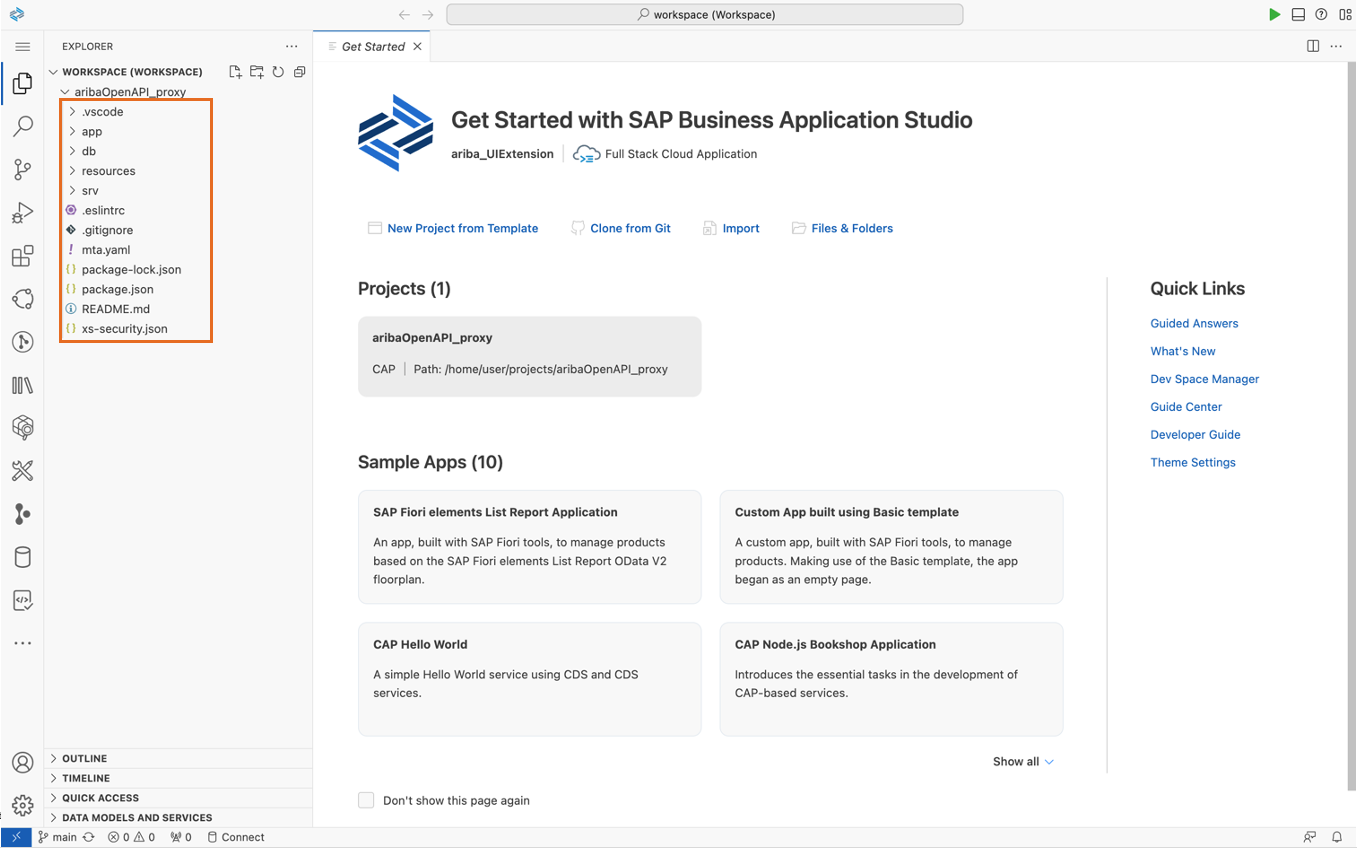 workspace (Workspace)
EXPLORER
Get Started
WORKSPACE (WORKSPACE)
aribaOpenAPI_proxy
.vscode
app
db
resources
srv
.eslintrc
.gitignore
mta.yaml
package-lock.json
package.json
README.md
xs-security.json
OUTLINE
TIMELINE
QUICK ACCESS
DATA MODELS AND SERVICES
Get Started with SAP Business Application Studio
ariba_UIExtension
Full Stack Cloud Application
New Project from Template
Clone from Git
Import
Files & Folders
Projects (1)
aribaOpenAPI_proxy
CAP | Path: /home/user/projects/aribaOpenAPI_proxy
Sample Apps (10)
SAP Fiori elements List Report Application
An app, built with SAP Fiori tools, to manage products
based on the SAP Fiori elements List Report OData V2
floorplan.
Custom App built using Basic template
A custom app, built with SAP Fiori tools, to manage
products. Making use of the Basic template, the app
began as an empty page.
CAP Hello World
A simple Hello World service using CDS and CDS
services.
CAP Node.js Bookshop Application
Introduces the essential tasks in the development of
CAP-based services.
Show all
Don't show this page again
Quick Links
Guided Answers
What's New
Dev Space Manager
Guide Center
Developer Guide
Theme Settings
main 0 0 0 Connect